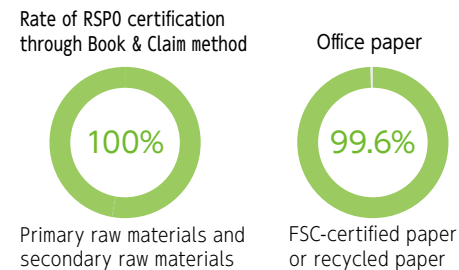 Rate of RSPO certification
through Book & Claim method
100%
Primary raw materials and
secondary raw materials
Office paper
99.6%
FSC-certified paper
or recycled paper